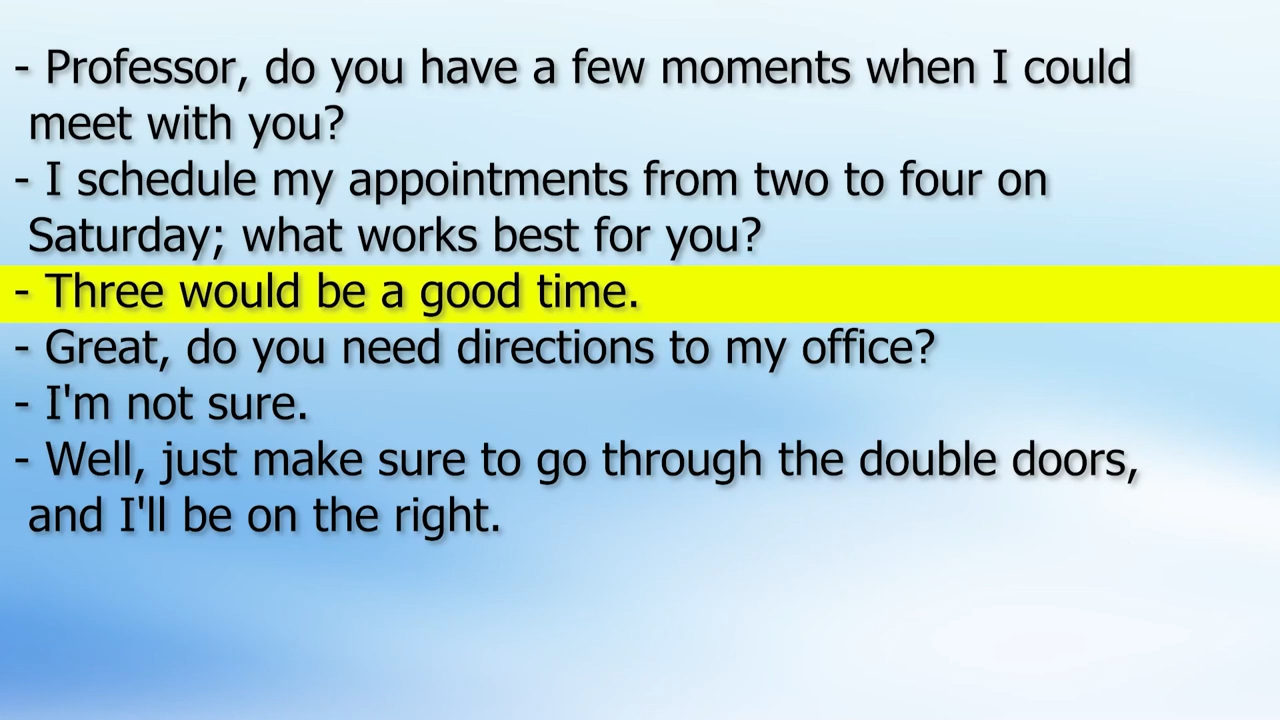 - Professor, do you have a few moments when I could
meet with you?
- I schedule my appointments from two to four on
Saturday; what works best for you?
- Three would be a good time.
- Great, do you need directions to my office?
- I'm not sure.
- Well, just make sure to go through the double doors,
and I'll be on the right.